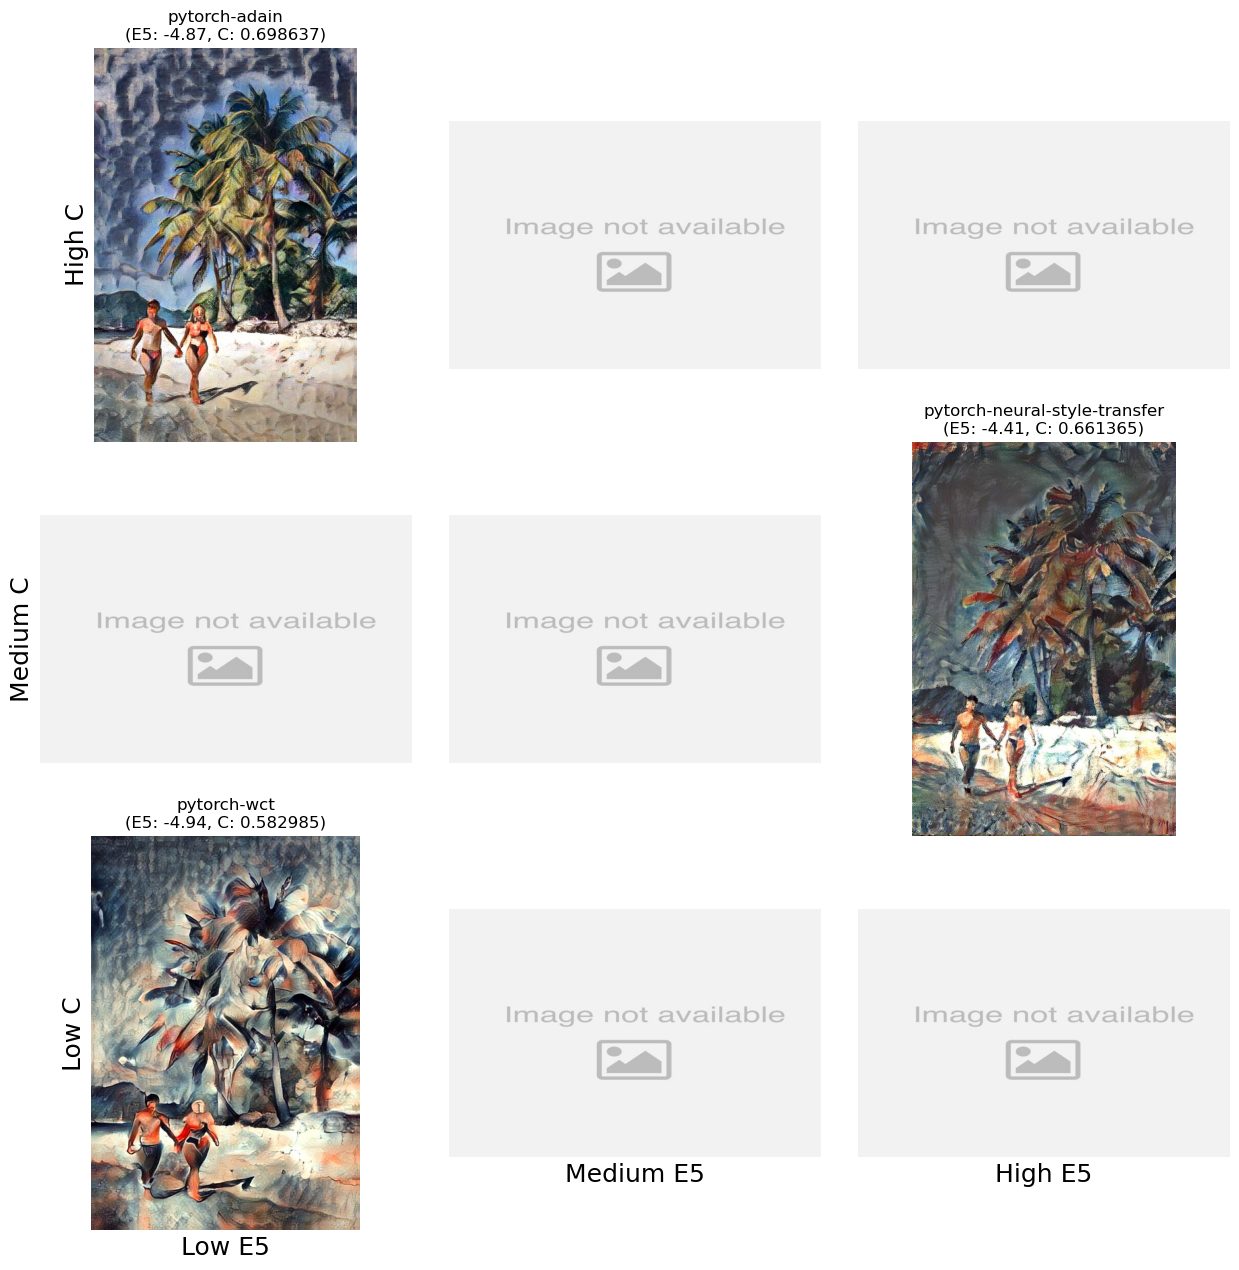 pytorch-adain
(E5: -4.87, C: 0.698637)
High C
Image not available
Image not available
pytorch-neural-style-transfer
(E5: -4.41, C: 0.661365)
Medium C
Image not available
Image not available
pytorch-wct
(E5: -4.94, C: 0.582985)
Low C
Image not available
Image not available
Medium E5
High E5
Low E5